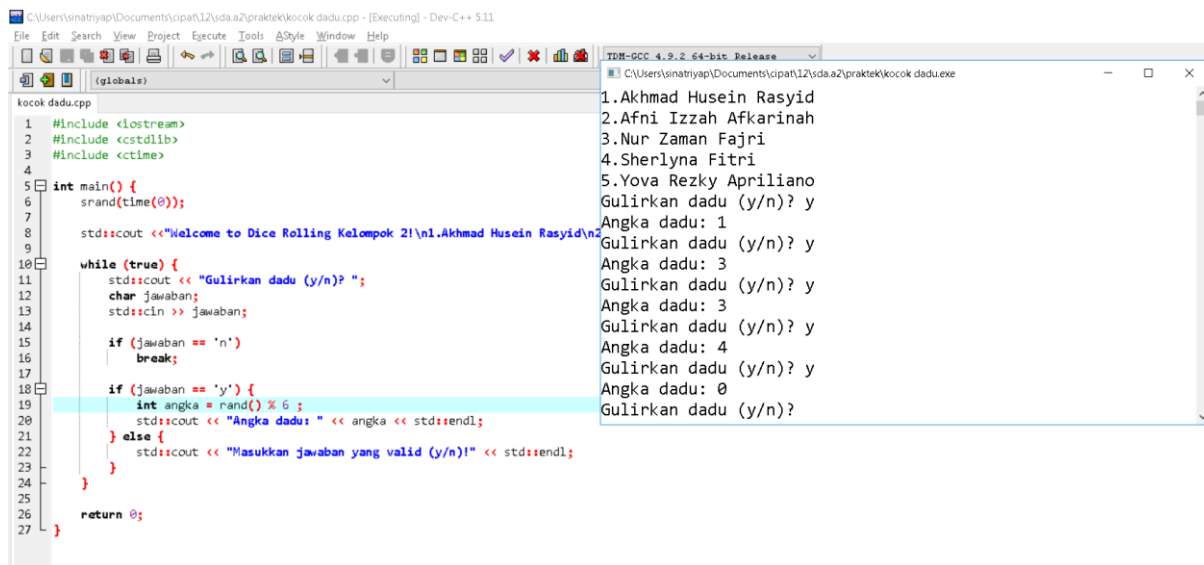 C:\Users\sinatriyap\Documents\cipat\12\sda.a2\praktek\kocok dadu.cpp - [Executing] - Dev-C++ 5.11
File Edit Search View Project Execute Tools AStyle Window Help
TDM-GCC 4.9.2 64-bit Release
(globals)
kocok dadu.cpp
1 #include <iostream>
2 #include <cstdlib>
3 #include <ctime>
4
5 int main() {
6 srand(time(0));
7
8 std::cout <<"Welcome to Dice Rolling Kelompok 2!\n1.Akhmad Husein Rasyid\n2
9
10 while (true) {
11 std::cout << "Gulirkan dadu (y/n)? ";
12 char jawaban;
13 std::cin >> jawaban;
14
15 if (jawaban == 'n')
16 break;
17
18 if (jawaban == 'y') {
19 int angka = rand() % 6 ;
20 std::cout << "Angka dadu: " << angka << std::endl;
21 } else {
22 std::cout << "Masukkan jawaban yang valid (y/n)!" << std::endl;
23 }
24 }
25
26 return 0;
27 }
C:\Users\sinatriyap\Documents\cipat\12\sda.a2\praktek\kocok dadu.exe
1.Akhmad Husein Rasyid
2.Afni Izzah Afkarinah
3.Nur Zaman Fajri
4.Sherlyna Fitri
5.Yova Rezky Apriliano
Gulirkan dadu (y/n)? y
Angka dadu: 1
Gulirkan dadu (y/n)? y
Angka dadu: 3
Gulirkan dadu (y/n)? y
Angka dadu: 3
Gulirkan dadu (y/n)? y
Angka dadu: 4
Gulirkan dadu (y/n)? y
Angka dadu: 0
Gulirkan dadu (y/n)?